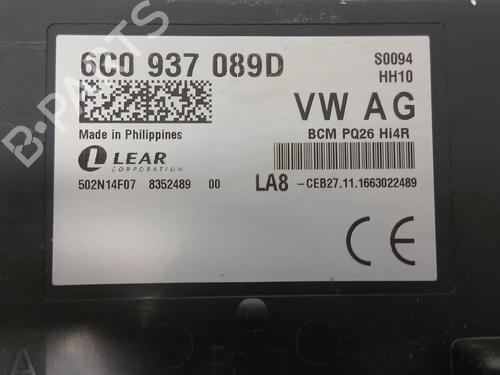 6C0 937 089D
S0094
HH10
VW AG
Made in Philippines
BCM PQ26 Hi4R
LEAR
CORPORATION
502N14F07 8352489 00
LA8 -CEB27.11.1663022489
CE
B-PARTS
A
B